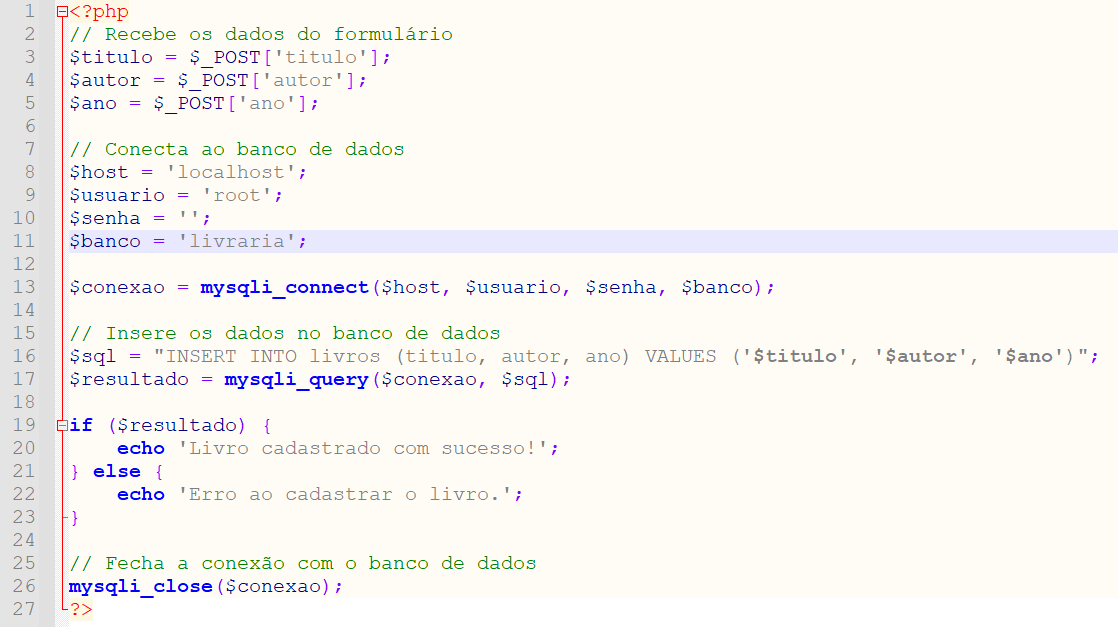 1 <?php
2 // Recebe os dados do formulário
3 $titulo = $_POST['titulo'];
4 $autor = $_POST['autor'];
5 $ano = $_POST['ano'];
6
7 // Conecta ao banco de dados
8 $host = 'localhost';
9 $usuario = 'root';
10 $senha = '';
11 $banco = 'livraria';
12
13 $conexao = mysqli_connect($host, $usuario, $senha, $banco);
14
15 // Insere os dados no banco de dados
16 $sql = "INSERT INTO livros (titulo, autor, ano) VALUES ('$titulo', '$autor', '$ano')";
17 $resultado = mysqli_query($conexao, $sql);
18
19 if ($resultado) {
20     echo 'Livro cadastrado com sucesso!';
21 } else {
22     echo 'Erro ao cadastrar o livro.';
23 }
24
25 // Fecha a conexão com o banco de dados
26 mysqli_close($conexao);
27 ?>